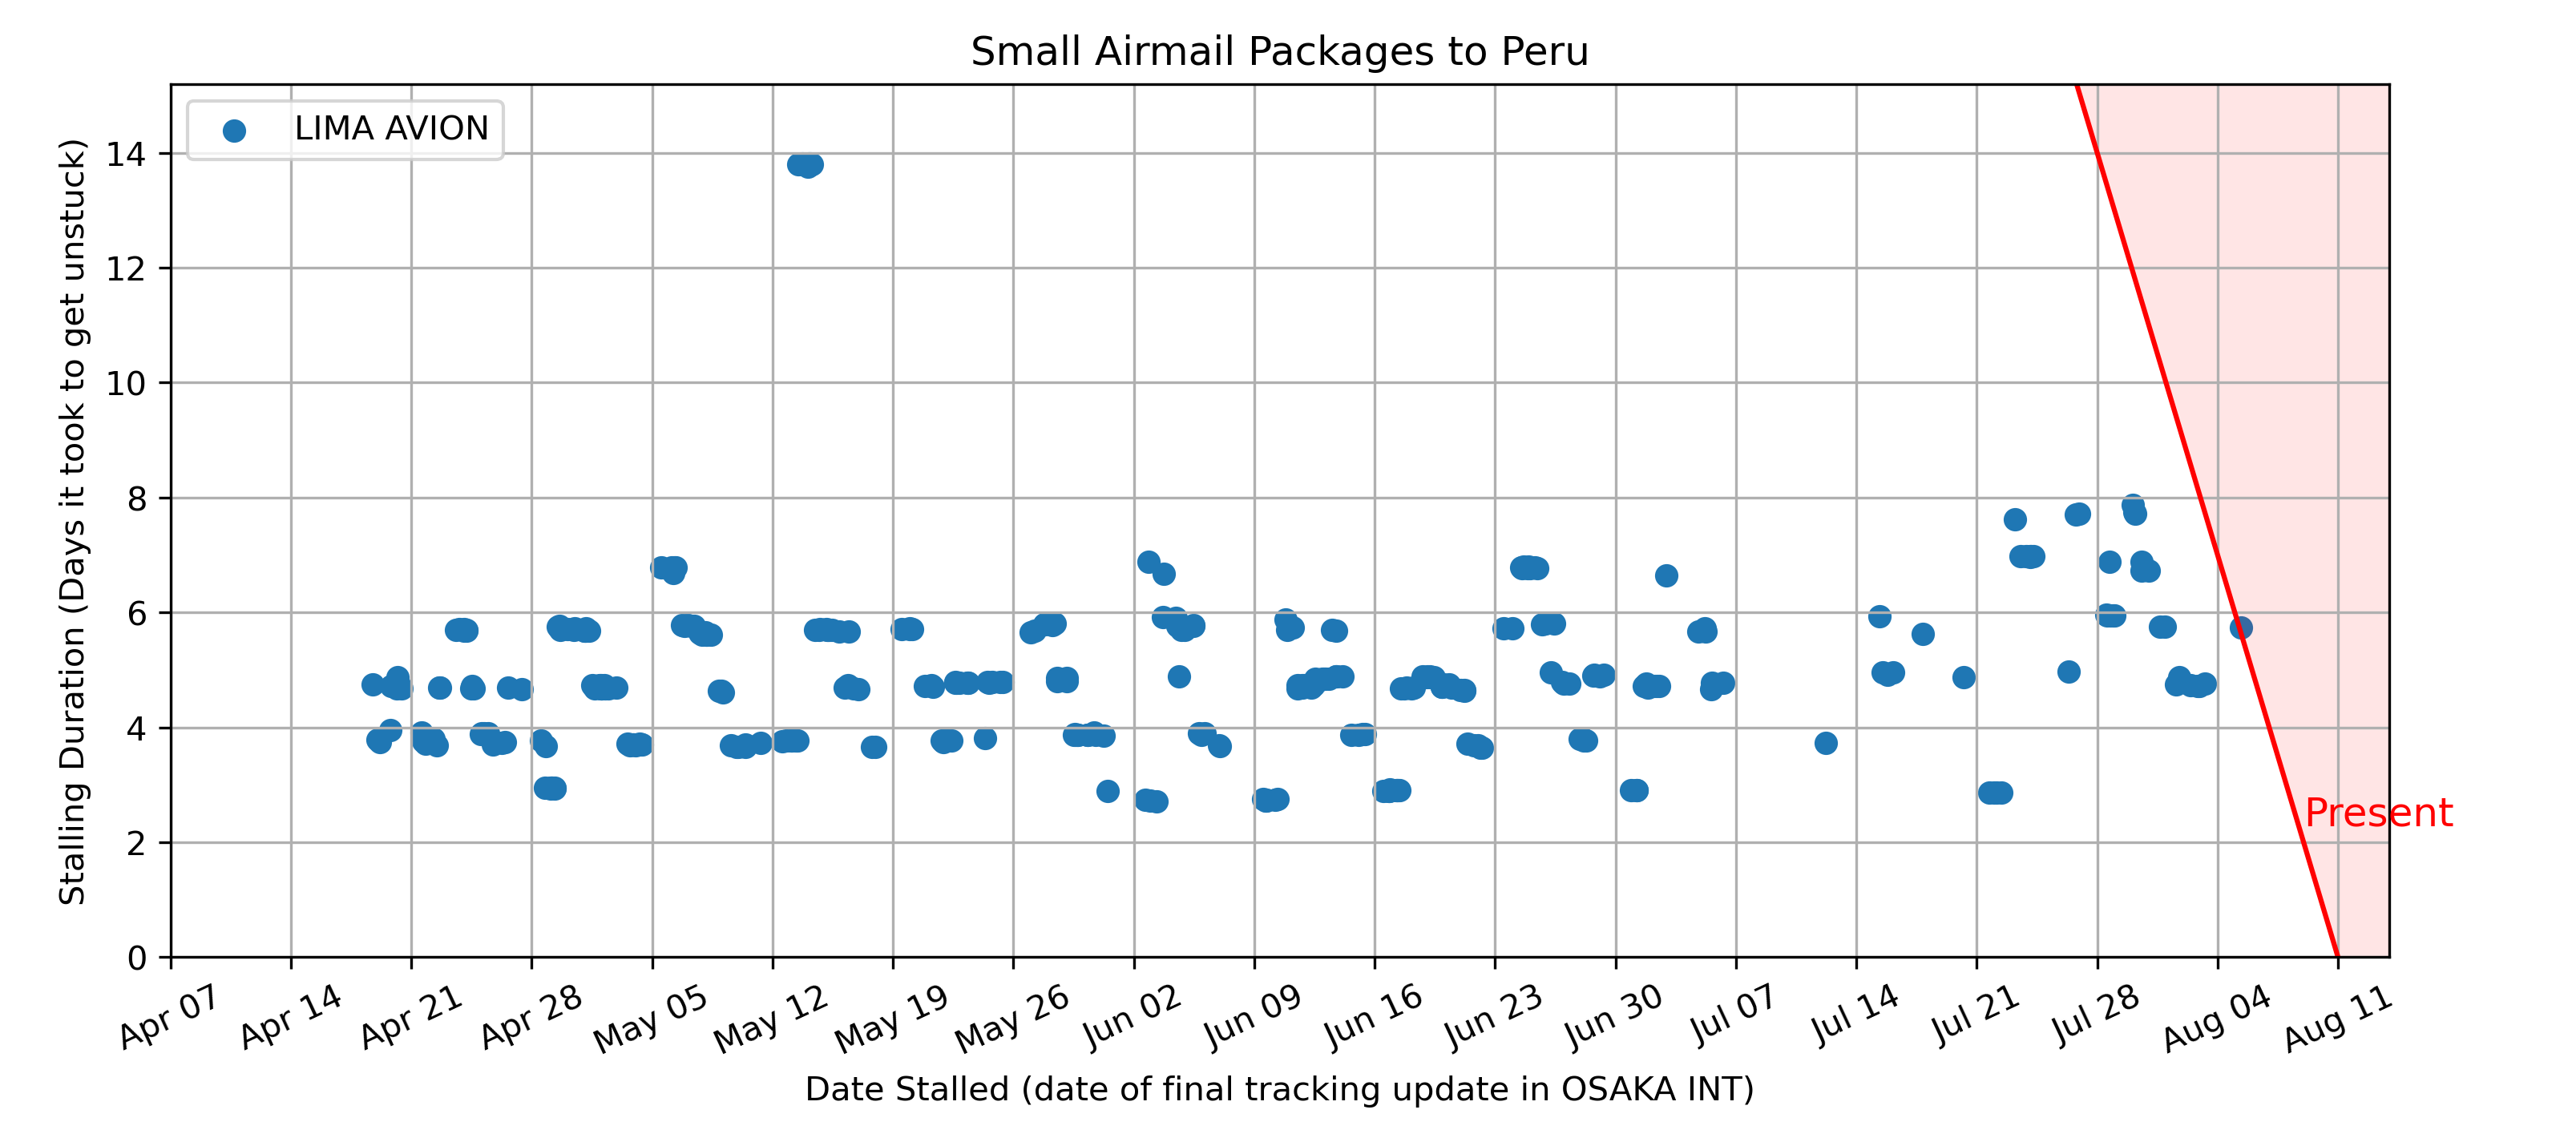 Small Airmail Packages to Peru
LIMA AVION
Stalling Duration (Days it took to get unstuck)
14
12
10
8
6
4
2
0
Present
Apr 07
Apr 14
Apr 21
Apr 28
May 05
May 12
May 19
May 26
Jun 02
Jun 09
Jun 16
Jun 23
Jun 30
Jul 07
Jul 14
Jul 21
Jul 28
Aug 04
Aug 11
Date Stalled (date of final tracking update in OSAKA INT)